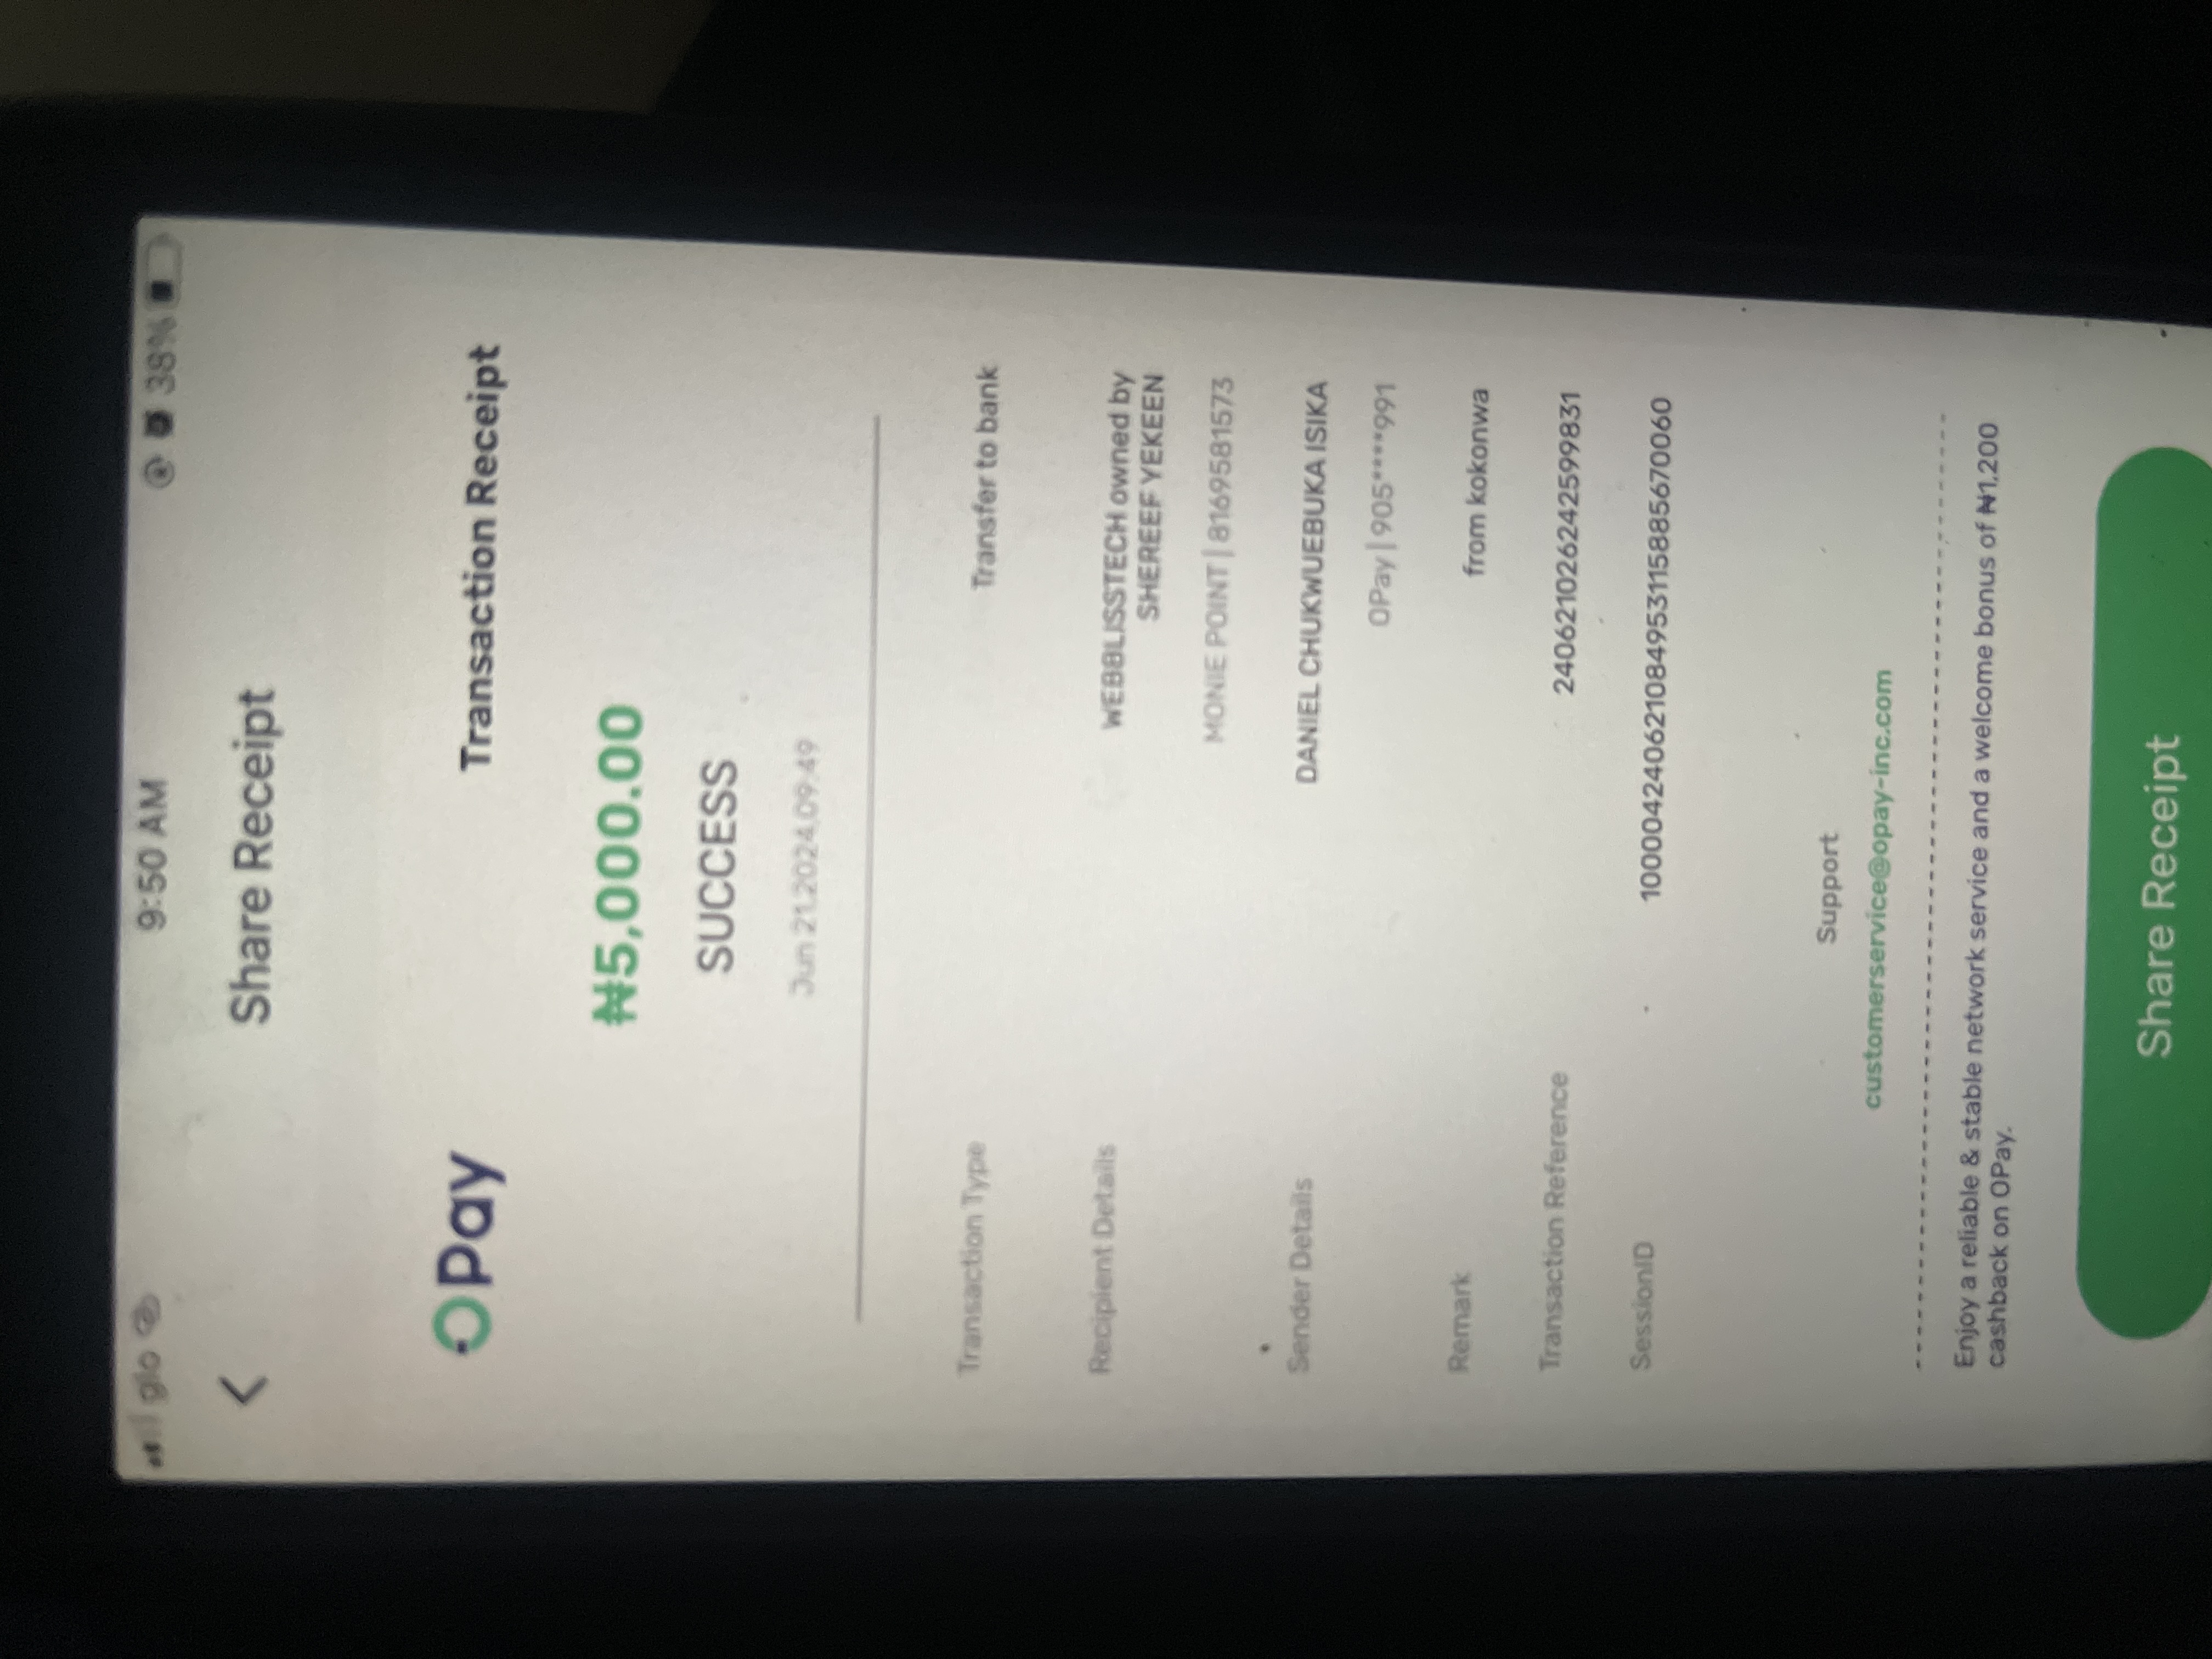 glo 9:50 AM 38%
Share Receipt
OPay Transaction Receipt
₦5,000.00
SUCCESS
Jun 21,2024,09:49
Transaction Type Transfer to bank
Recipient Details WEBBLISSTECH owned by
SHEREEF YEKEEN
MONIE POINT | 8169581573
Sender Details DANIEL CHUKWUEBUKA ISIKA
OPay | 905****991
Remark from kokonwa
Transaction Reference 240621026242599831
SessionID 100004240621084953115885670060
Support
customerservice@opay-inc.com
Enjoy a reliable & stable network service and a welcome bonus of ₦1,200
cashback on OPay.
Share Receipt